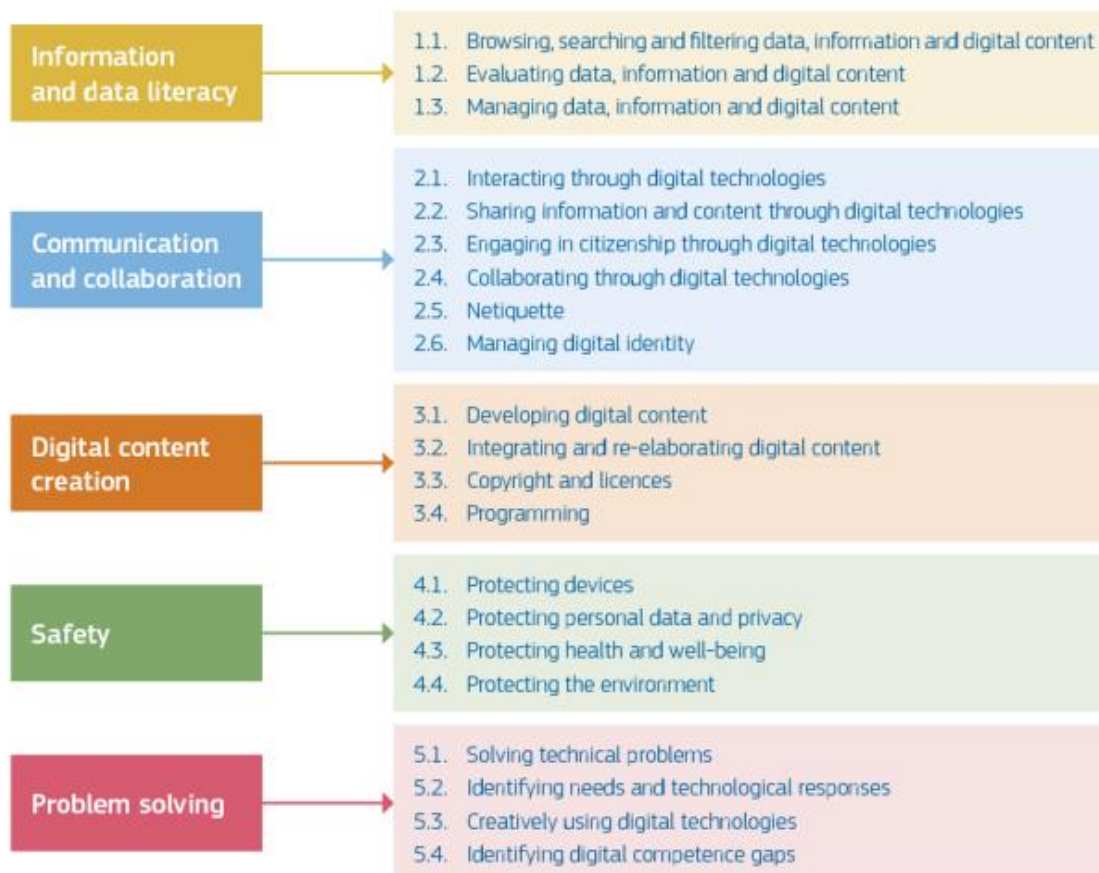 Information
and data literacy
1.1. Browsing, searching and filtering data, information and digital content
1.2. Evaluating data, information and digital content
1.3. Managing data, information and digital content
Communication
and collaboration
2.1. Interacting through digital technologies
2.2. Sharing information and content through digital technologies
2.3. Engaging in citizenship through digital technologies
2.4. Collaborating through digital technologies
2.5. Netiquette
2.6. Managing digital identity
Digital content
creation
3.1. Developing digital content
3.2. Integrating and re-elaborating digital content
3.3. Copyright and licences
3.4. Programming
Safety
4.1. Protecting devices
4.2. Protecting personal data and privacy
4.3. Protecting health and well-being
4.4. Protecting the environment
Problem solving
5.1. Solving technical problems
5.2. Identifying needs and technological responses
5.3. Creatively using digital technologies
5.4. Identifying digital competence gaps